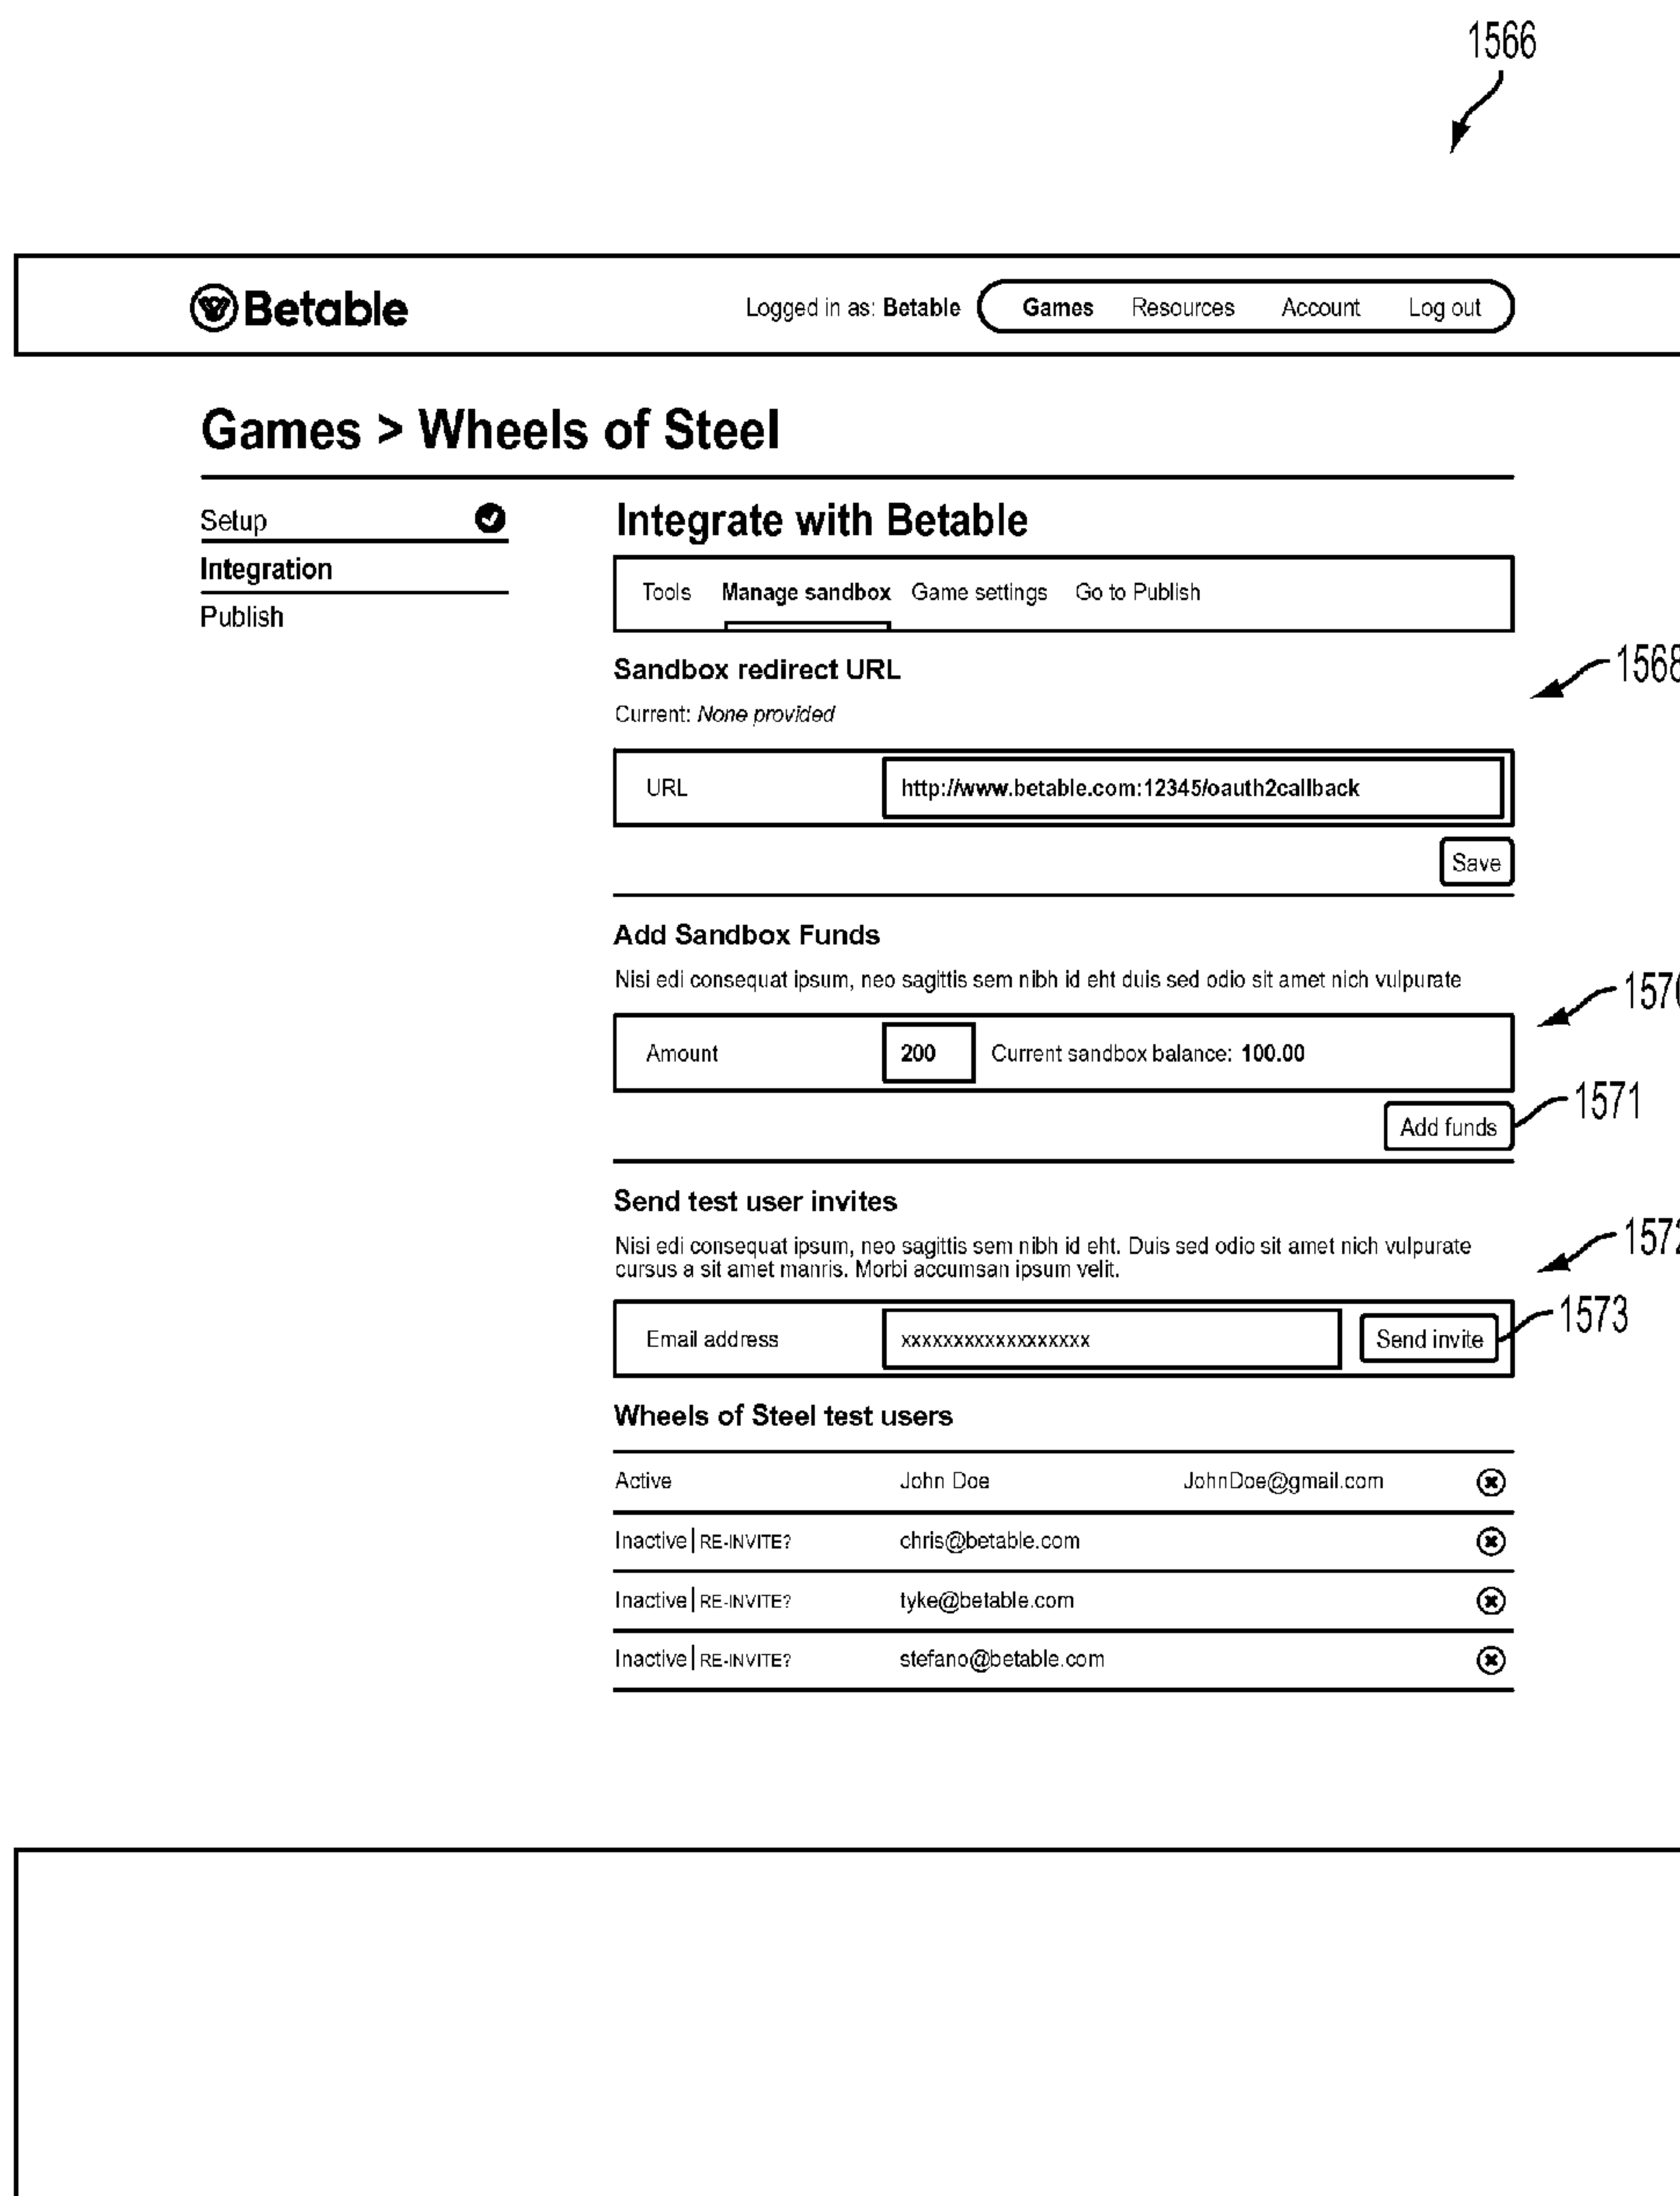 1566
Betable
Logged in as: Betable Games Resources Account Log out
Games > Wheels of Steel
Setup
Integration
Publish
Integrate with Betable
Tools Manage sandbox Game settings Go to Publish
Sandbox redirect URL
1568
Current: None provided
URL http://www.betable.com:12345/oauth2callback
Save
Add Sandbox Funds
Nisi edi consequat ipsum, neo sagittis sem nibh id eht duis sed odio sit amet nich vulpurate
1570
Amount 200 Current sandbox balance: 100.00
1571
Add funds
Send test user invites
Nisi edi consequat ipsum, neo sagittis sem nibh id eht. Duis sed odio sit amet nich vulpurate
cursus a sit amet manris. Morbi accumsan ipsum velit.
1572
1573
Email address xxxxxxxxxxxxxxxxxx Send invite
Wheels of Steel test users
Active John Doe JohnDoe@gmail.com
Inactive | RE-INVITE? chris@betable.com
Inactive | RE-INVITE? tyke@betable.com
Inactive | RE-INVITE? stefano@betable.com